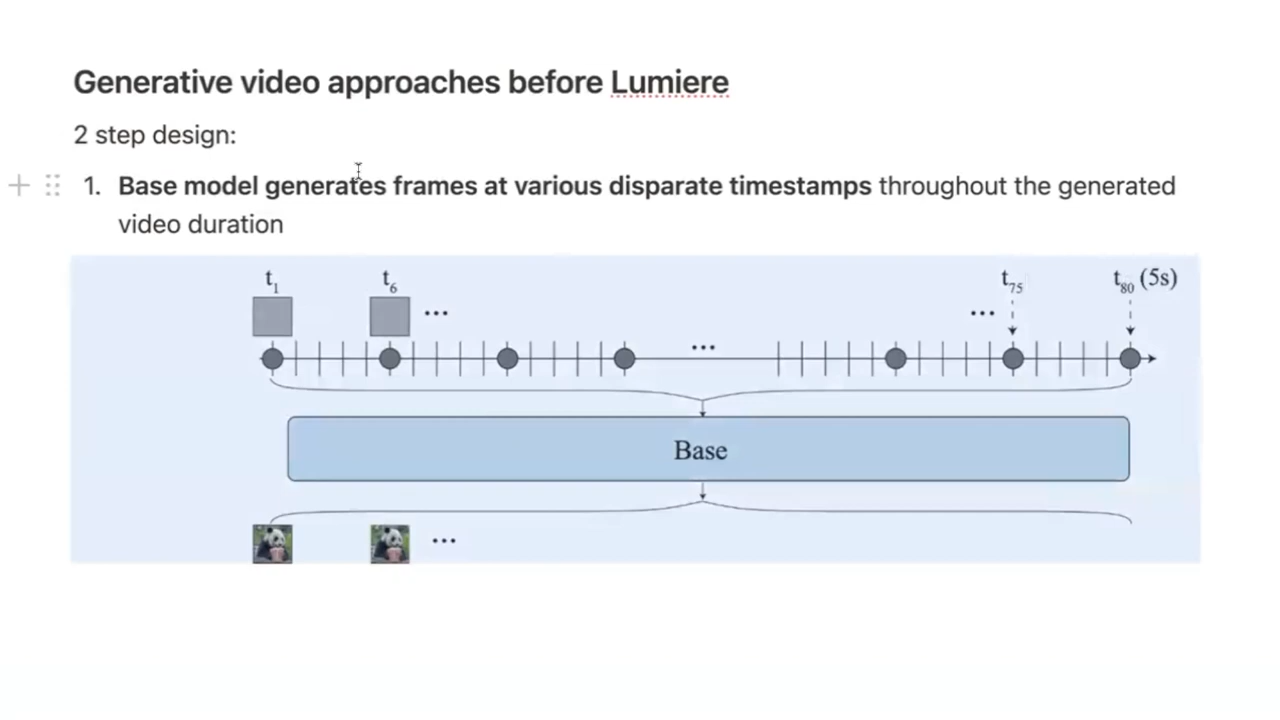 Generative video approaches before Lumiere
2 step design:
1. Base model generates frames at various disparate timestamps throughout the generated
video duration
t1 t6 ... ... t75 t80 (5s)
...
Base
...